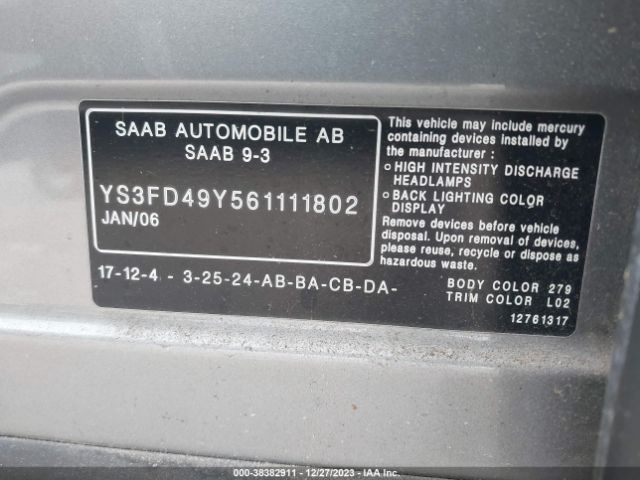 SAAB AUTOMOBILE AB
SAAB 9-3
YS3FD49Y561111802
JAN/06
17-12-4 - 3-25-24-AB-BA-CB-DA-
This vehicle may include mercury
containing devices installed by
the manufacturer :
○ HIGH INTENSITY DISCHARGE
HEADLAMPS
○ BACK LIGHTING COLOR
DISPLAY
Remove devices before vehicle
disposal. Upon removal of devices,
please reuse, recycle or dispose as
hazardous waste.
BODY COLOR 279
TRIM COLOR L02
12761317
000-38382911 - 12/27/2023 - IAA Inc.